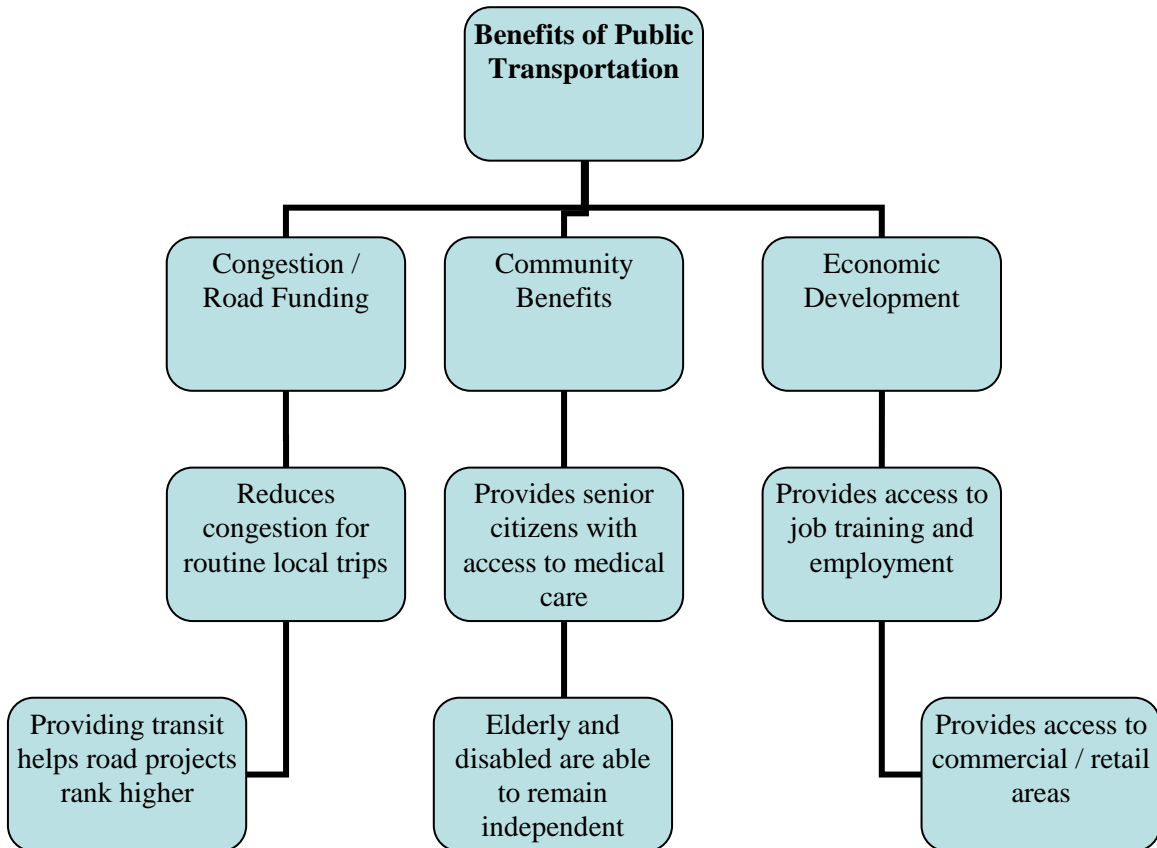 Benefits of Public
Transportation
Congestion /
Road Funding
Community
Benefits
Economic
Development
Reduces
congestion for
routine local trips
Provides senior
citizens with
access to medical
care
Provides access to
job training and
employment
Providing transit
helps road projects
rank higher
Elderly and
disabled are able
to remain
independent
Provides access to
commercial / retail
areas